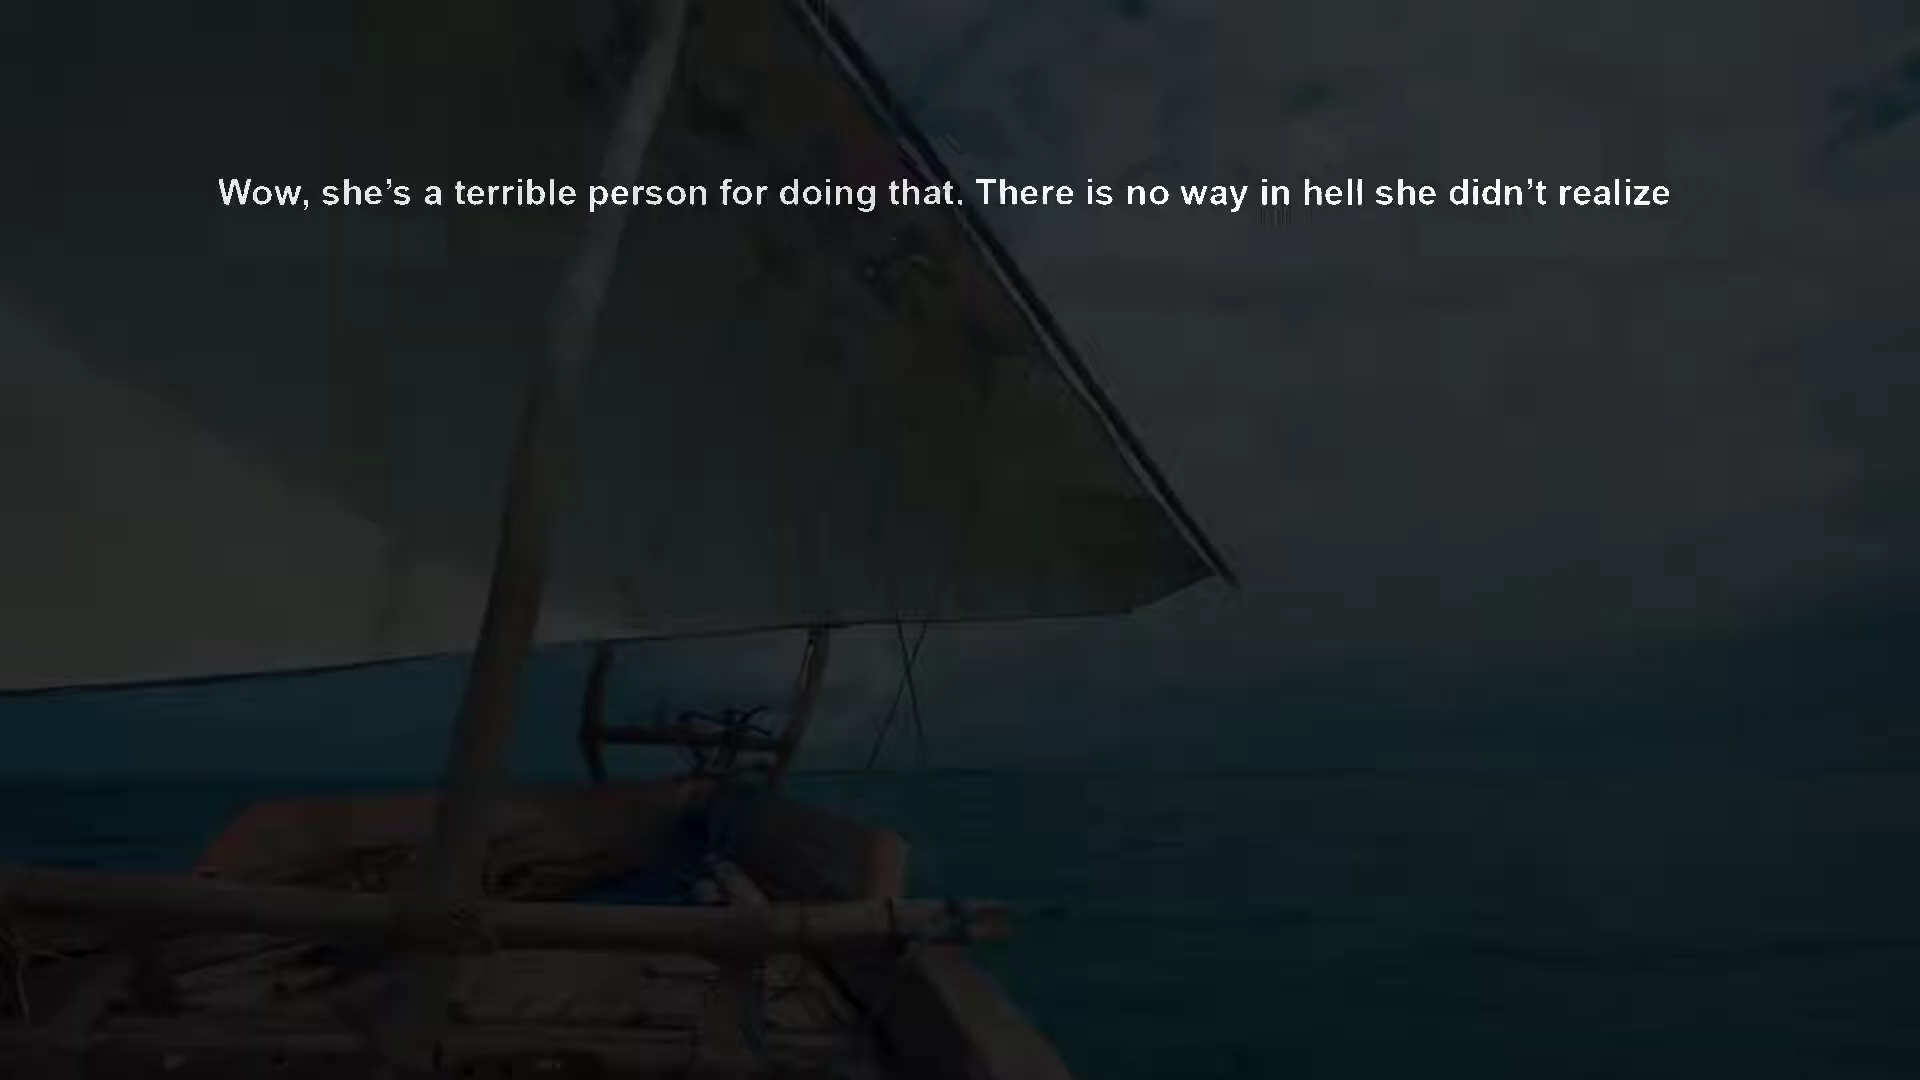 Wow, she’s a terrible person for doing that. There is no way in hell she didn’t realize